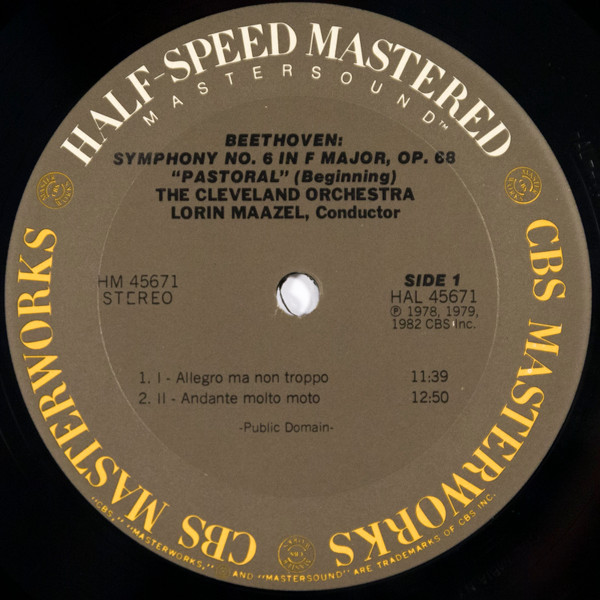 HALF-SPEED MASTERED
MASTERSOUND™
BEETHOVEN:
SYMPHONY NO. 6 IN F MAJOR, OP. 68
"PASTORAL" (Beginning)
THE CLEVELAND ORCHESTRA
LORIN MAAZEL, Conductor
HM 45671
STEREO
SIDE 1
HAL 45671
℗ 1978, 1979,
1982 CBS Inc.
1. I - Allegro ma non troppo 11:39
2. II - Andante molto moto 12:50
-Public Domain-
CBS MASTERWORKS
CBS MASTERWORKS
"CBS," "MASTERWORKS," AND "MASTERSOUND" ARE TRADEMARKS OF CBS INC.